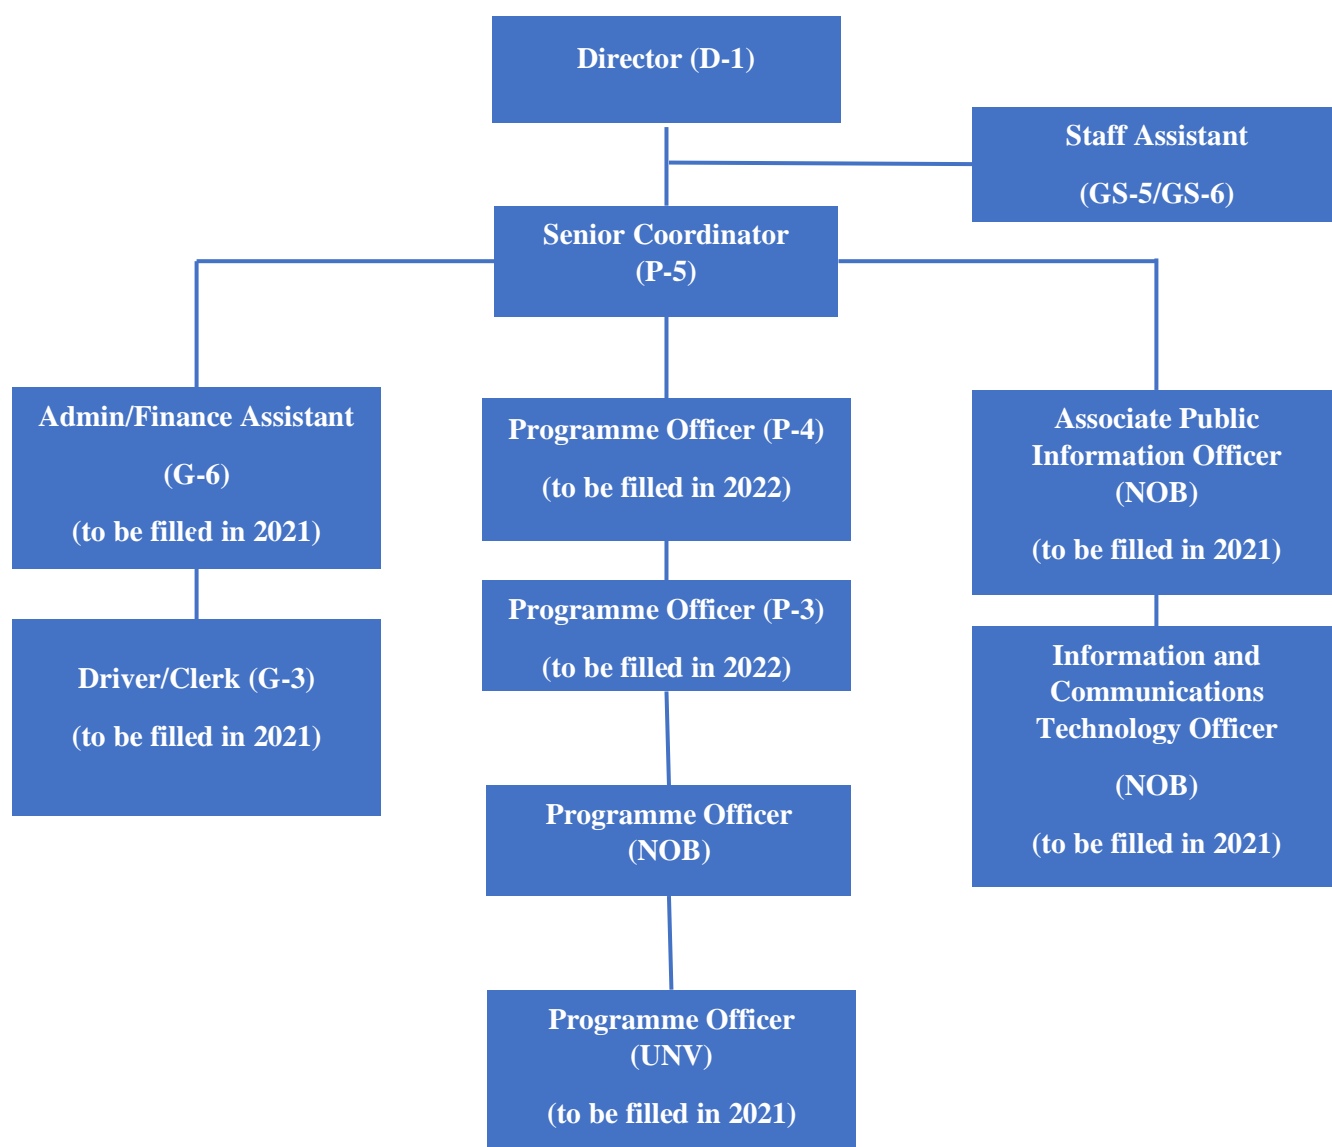 Director (D-1)
Staff Assistant
(GS-5/GS-6)
Senior Coordinator
(P-5)
Admin/Finance Assistant
(G-6)
(to be filled in 2021)
Programme Officer (P-4)
(to be filled in 2022)
Associate Public
Information Officer
(NOB)
(to be filled in 2021)
Driver/Clerk (G-3)
(to be filled in 2021)
Programme Officer (P-3)
(to be filled in 2022)
Information and
Communications
Technology Officer
(NOB)
(to be filled in 2021)
Programme Officer
(NOB)
Programme Officer
(UNV)
(to be filled in 2021)